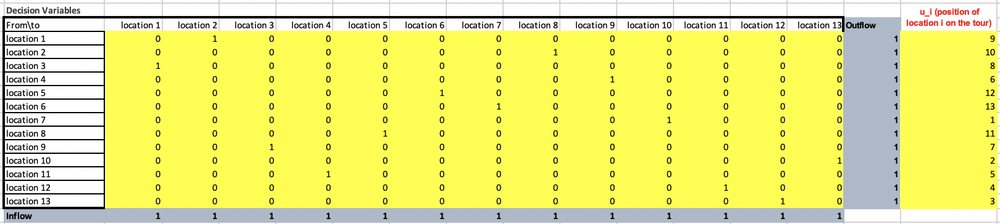 Decision Variables
u_i (position of
location i on the tour)
From\to location 1 location 2 location 3 location 4 location 5 location 6 location 7 location 8 location 9 location 10 location 11 location 12 location 13 Outflow
location 1 0 1 0 0 0 0 0 0 0 0 0 0 0 1 9
location 2 0 0 0 0 0 0 0 1 0 0 0 0 0 1 10
location 3 1 0 0 0 0 0 0 0 0 0 0 0 0 1 8
location 4 0 0 0 0 0 0 0 0 1 0 0 0 0 1 6
location 5 0 0 0 0 0 1 0 0 0 0 0 0 0 1 12
location 6 0 0 0 0 0 0 1 0 0 0 0 0 0 1 13
location 7 0 0 0 0 0 0 0 0 0 1 0 0 0 1 1
location 8 0 0 0 0 1 0 0 0 0 0 0 0 0 1 11
location 9 0 0 1 0 0 0 0 0 0 0 0 0 0 1 7
location 10 0 0 0 0 0 0 0 0 0 0 0 0 1 1 2
location 11 0 0 0 1 0 0 0 0 0 0 0 0 0 1 5
location 12 0 0 0 0 0 0 0 0 0 0 1 0 0 1 4
location 13 0 0 0 0 0 0 0 0 0 0 0 1 0 1 3
Inflow 1 1 1 1 1 1 1 1 1 1 1 1 1